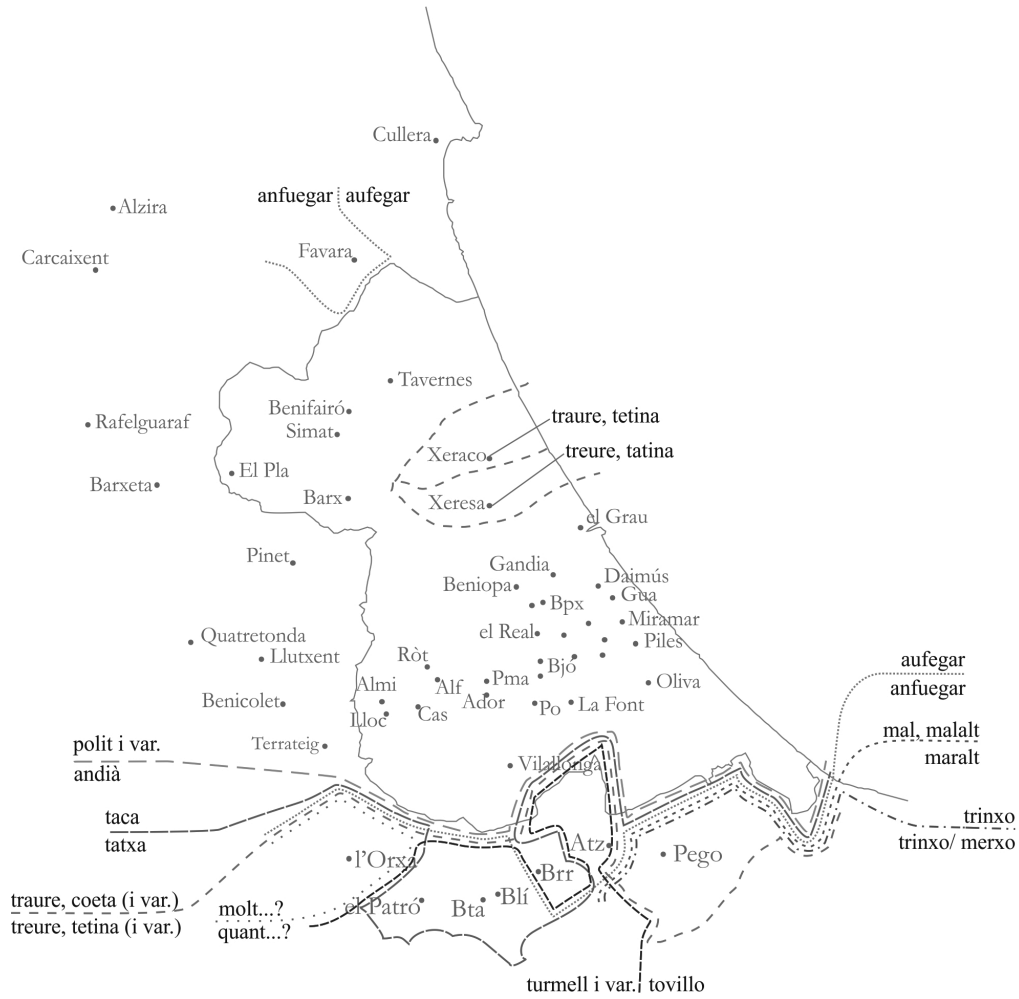 Cullera
anfuegar aufegar
Alzira
Favara
Carcaixent
Tavernes
Benifairó
Simat
traure, tetina
Rafelguaraf
treure, tatina
Xeraco
El Pla
Barxeta
Barx
Xeresa
el Grau
Pinet
Gandia
Beniopa
Daimús
Gua
Bpx
Miramar
el Real
Quatretonda
Piles
Llutxent
Ròt
Bjó
aufegar
anfuegar
Almi
Alf
Pma
Oliva
Benicolet
Ador
Lloc
Cas
Po
La Font
mal, malalt
maralt
polit i var.
andià
Terrateig
Vilallonga
taca
tatxa
trinxo
trinxo/ merxo
l'Orxa
Atz
Pego
Brr
traure, coeta (i var.)
treure, tetina (i var.)
molt...?
quant...?
el Patró
Bta
Blí
turmell i var. tovillo